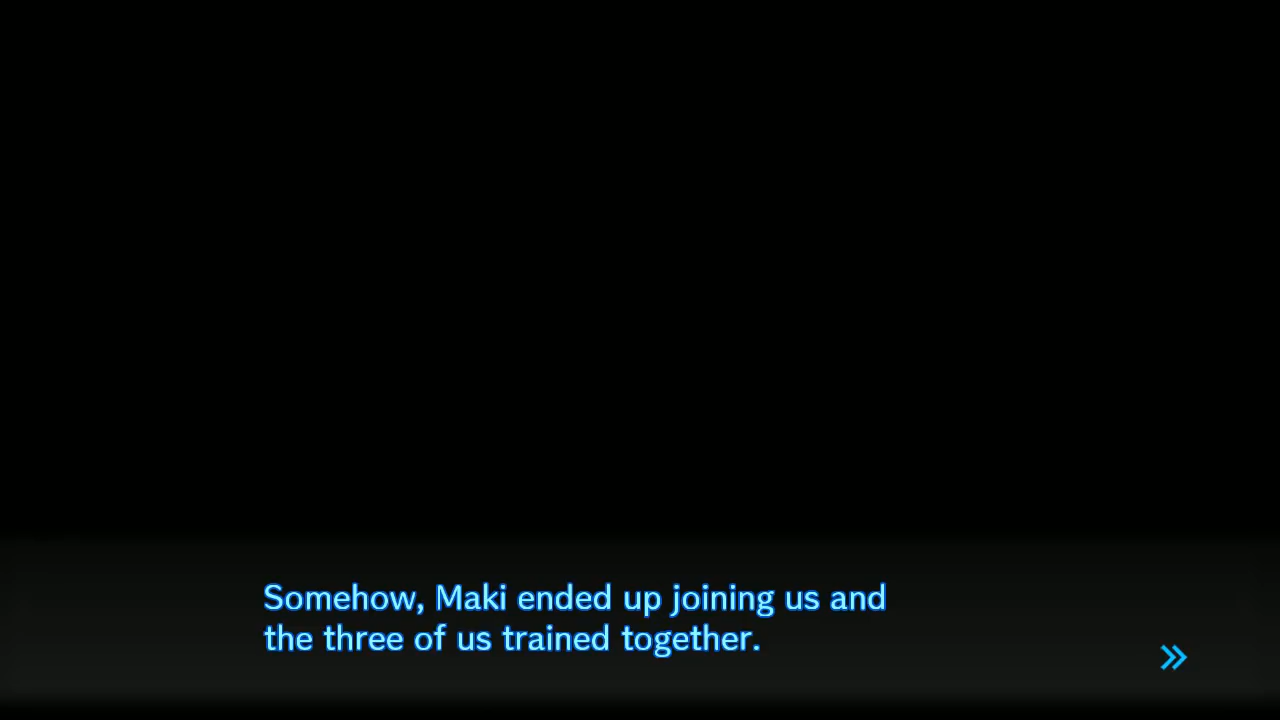 Somehow, Maki ended up joining us and
the three of us trained together.